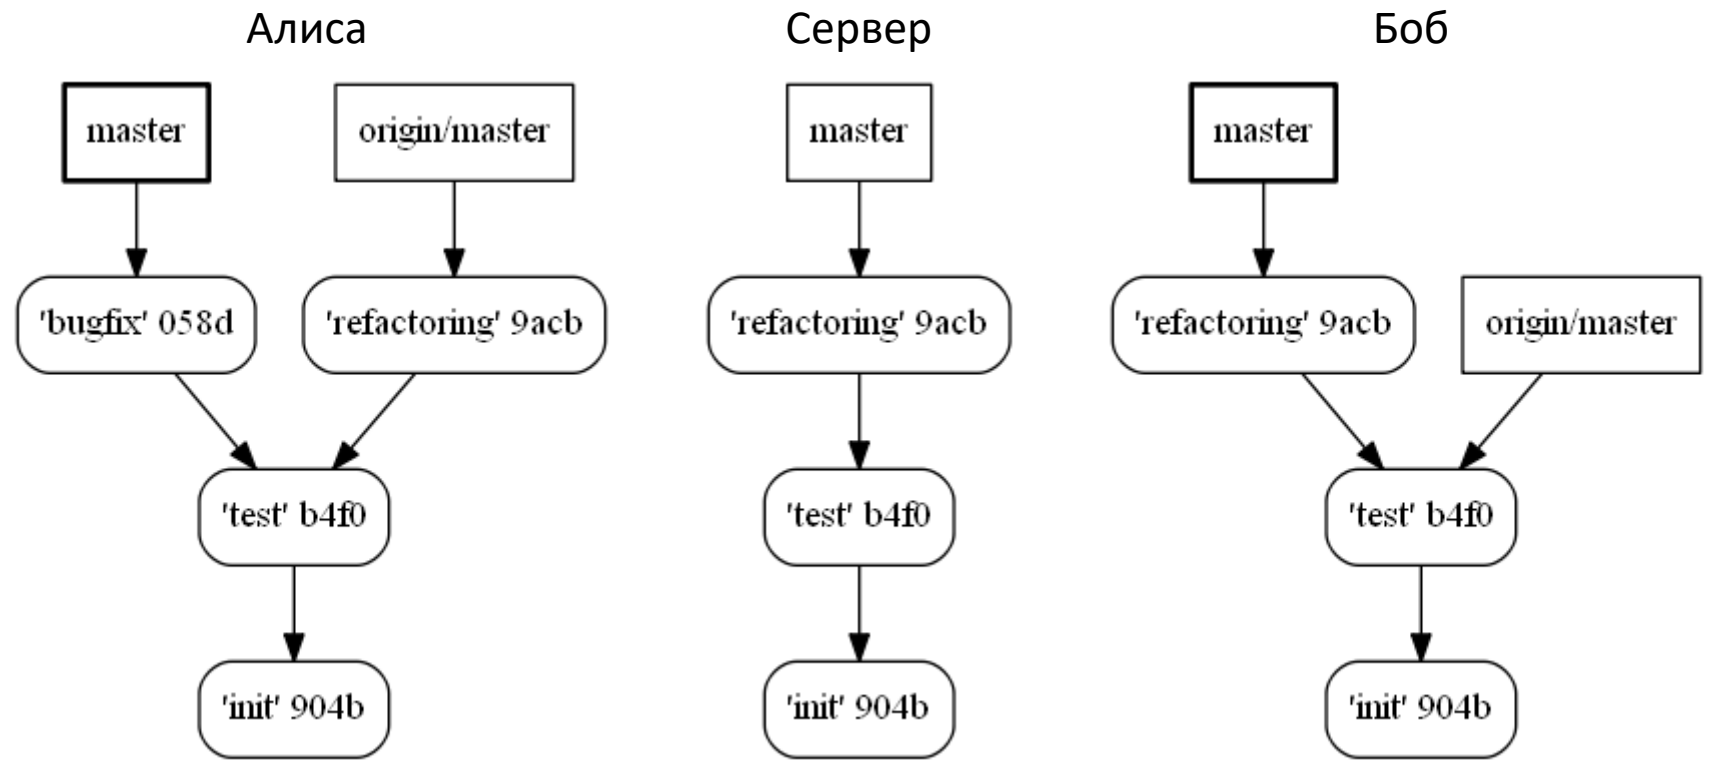 Алиса
Сервер
Боб
master
origin/master
master
master
'bugfix' 058d
'refactoring' 9acb
'refactoring' 9acb
'refactoring' 9acb
origin/master
'test' b4f0
'test' b4f0
'test' b4f0
'init' 904b
'init' 904b
'init' 904b